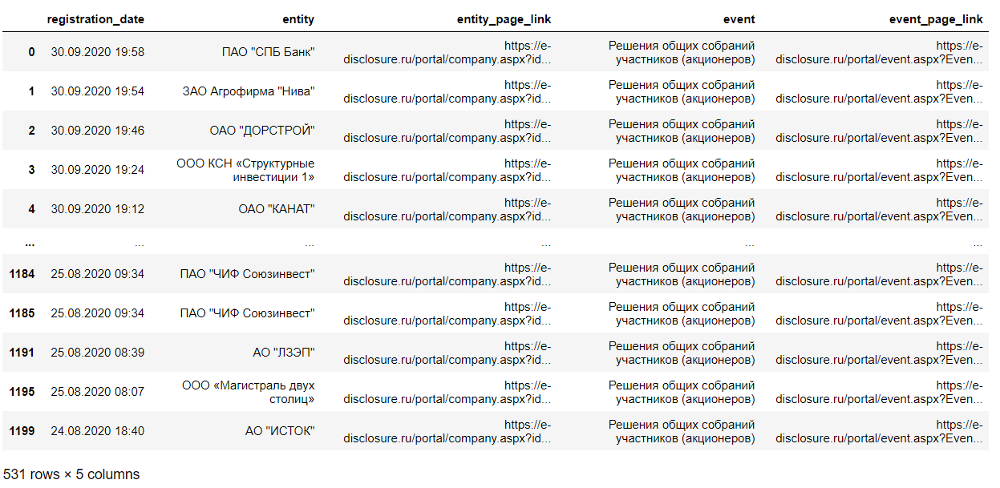 registration_date entity entity_page_link event event_page_link
0 30.09.2020 19:58 ПАО "СПБ Банк" https://e- Решения общих собраний https://e-
disclosure.ru/portal/company.aspx?id... участников (акционеров) disclosure.ru/portal/event.aspx?Even...
1 30.09.2020 19:54 ЗАО Агрофирма "Нива" https://e- Решения общих собраний https://e-
disclosure.ru/portal/company.aspx?id... участников (акционеров) disclosure.ru/portal/event.aspx?Even...
2 30.09.2020 19:46 ОАО "ДОРСТРОЙ" https://e- Решения общих собраний https://e-
disclosure.ru/portal/company.aspx?id... участников (акционеров) disclosure.ru/portal/event.aspx?Even...
3 30.09.2020 19:24 ООО КСН «Структурные https://e- Решения общих собраний https://e-
инвестиции 1» disclosure.ru/portal/company.aspx?id... участников (акционеров) disclosure.ru/portal/event.aspx?Even...
4 30.09.2020 19:12 ОАО "КАНАТ" https://e- Решения общих собраний https://e-
disclosure.ru/portal/company.aspx?id... участников (акционеров) disclosure.ru/portal/event.aspx?Even...
... ... ... ... ... ...
1184 25.08.2020 09:34 ПАО "ЧИФ Союзинвест" https://e- Решения общих собраний https://e-
disclosure.ru/portal/company.aspx?id... участников (акционеров) disclosure.ru/portal/event.aspx?Even...
1185 25.08.2020 09:34 ПАО "ЧИФ Союзинвест" https://e- Решения общих собраний https://e-
disclosure.ru/portal/company.aspx?id... участников (акционеров) disclosure.ru/portal/event.aspx?Even...
1191 25.08.2020 08:39 АО "ЛЗЭП" https://e- Решения общих собраний https://e-
disclosure.ru/portal/company.aspx?id... участников (акционеров) disclosure.ru/portal/event.aspx?Even...
1195 25.08.2020 08:07 ООО «Магистраль двух https://e- Решения общих собраний https://e-
столиц» disclosure.ru/portal/company.aspx?id... участников (акционеров) disclosure.ru/portal/event.aspx?Even...
1199 24.08.2020 18:40 АО "ИСТОК" https://e- Решения общих собраний https://e-
disclosure.ru/portal/company.aspx?id... участников (акционеров) disclosure.ru/portal/event.aspx?Even...
531 rows × 5 columns